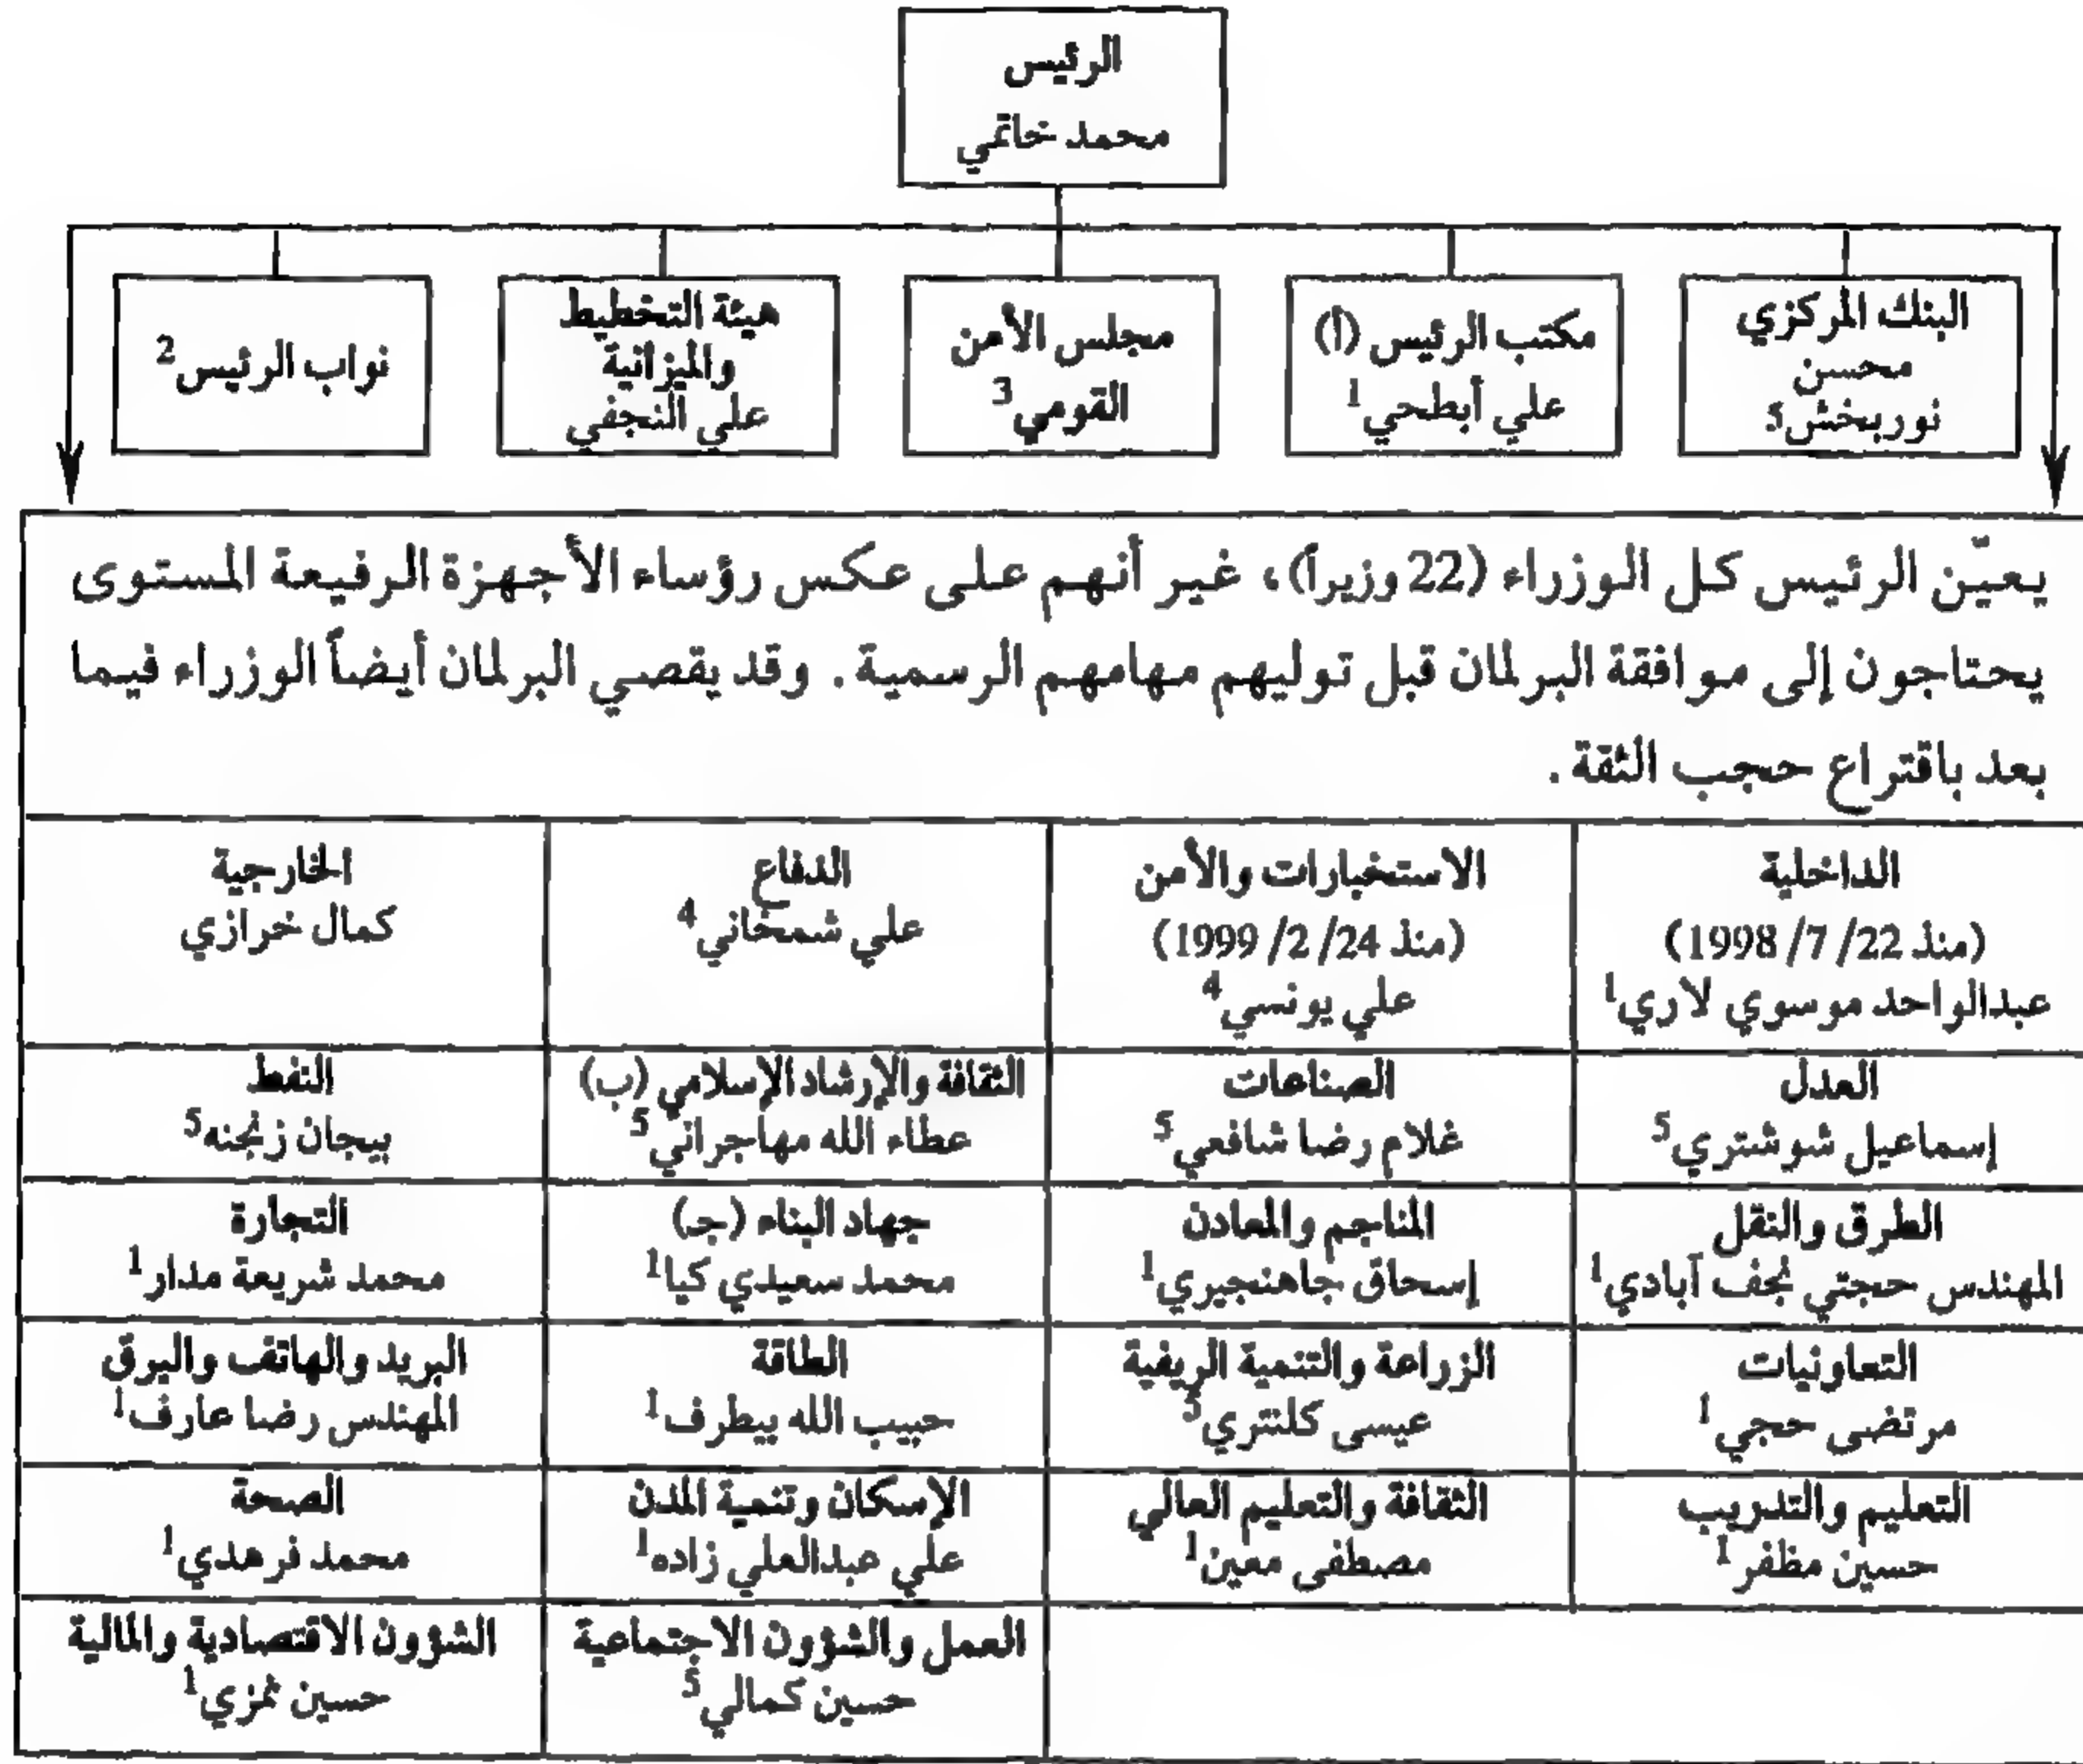 الرئيس
محمد خاتمي
البنك المركزي
محسن
نوربخش5
مكتب الرئيس (أ)
علي أبطحي1
مجلس الأمن
القومي3
هيئة التخطيط
والميزانية
علي النجفي
نواب الرئيس2
يعيّن الرئيس كل الوزراء (22 وزيراً)، غير أنهم على عكس رؤساء الأجهزة الرفيعة المستوى
يحتاجون إلى موافقة البرلمان قبل توليهم مهامهم الرسمية. وقد يقصي البرلمان أيضاً الوزراء فيما
بعد باقتراع حجب الثقة.
الداخلية
(منذ 22/ 7/ 1998)
عبدالواحد موسوي لاري1
الاستخبارات والأمن
(منذ 24/ 2/ 1999)
علي يونسي4
الدفاع
علي شمخاني4
الخارجية
كمال خرازي
العدل
إسماعيل شوشتري5
الصناعات
غلام رضا شافعي5
الثقافة والإرشاد الإسلامي (ب)
عطاء الله مهاجراني5
النفط
بيجان زنجنه5
الطرق والنقل
المهندس حجتي نجف آبادي1
المناجم والمعادن
إسحاق جاهنجيري1
جهاد البناء (جـ)
محمد سعيدي كيا1
التجارة
محمد شريعة مدار1
التعاونيات
مرتضى حجي1
الزراعة والتنمية الريفية
عيسى كلنتري5
الطاقة
حبيب الله بيطرف1
البريد والهاتف والبرق
المهندس رضا عارف1
التعليم والتدريب
حسين مظفر1
الثقافة والتعليم العالي
مصطفى معين1
الإسكان وتنمية المدن
علي عبدالعلي زاده1
الصحة
محمد فرهدي1
العمل والشؤون الاجتماعية
حسين كمالي5
الشؤون الاقتصادية والمالية
حسين نمزي1